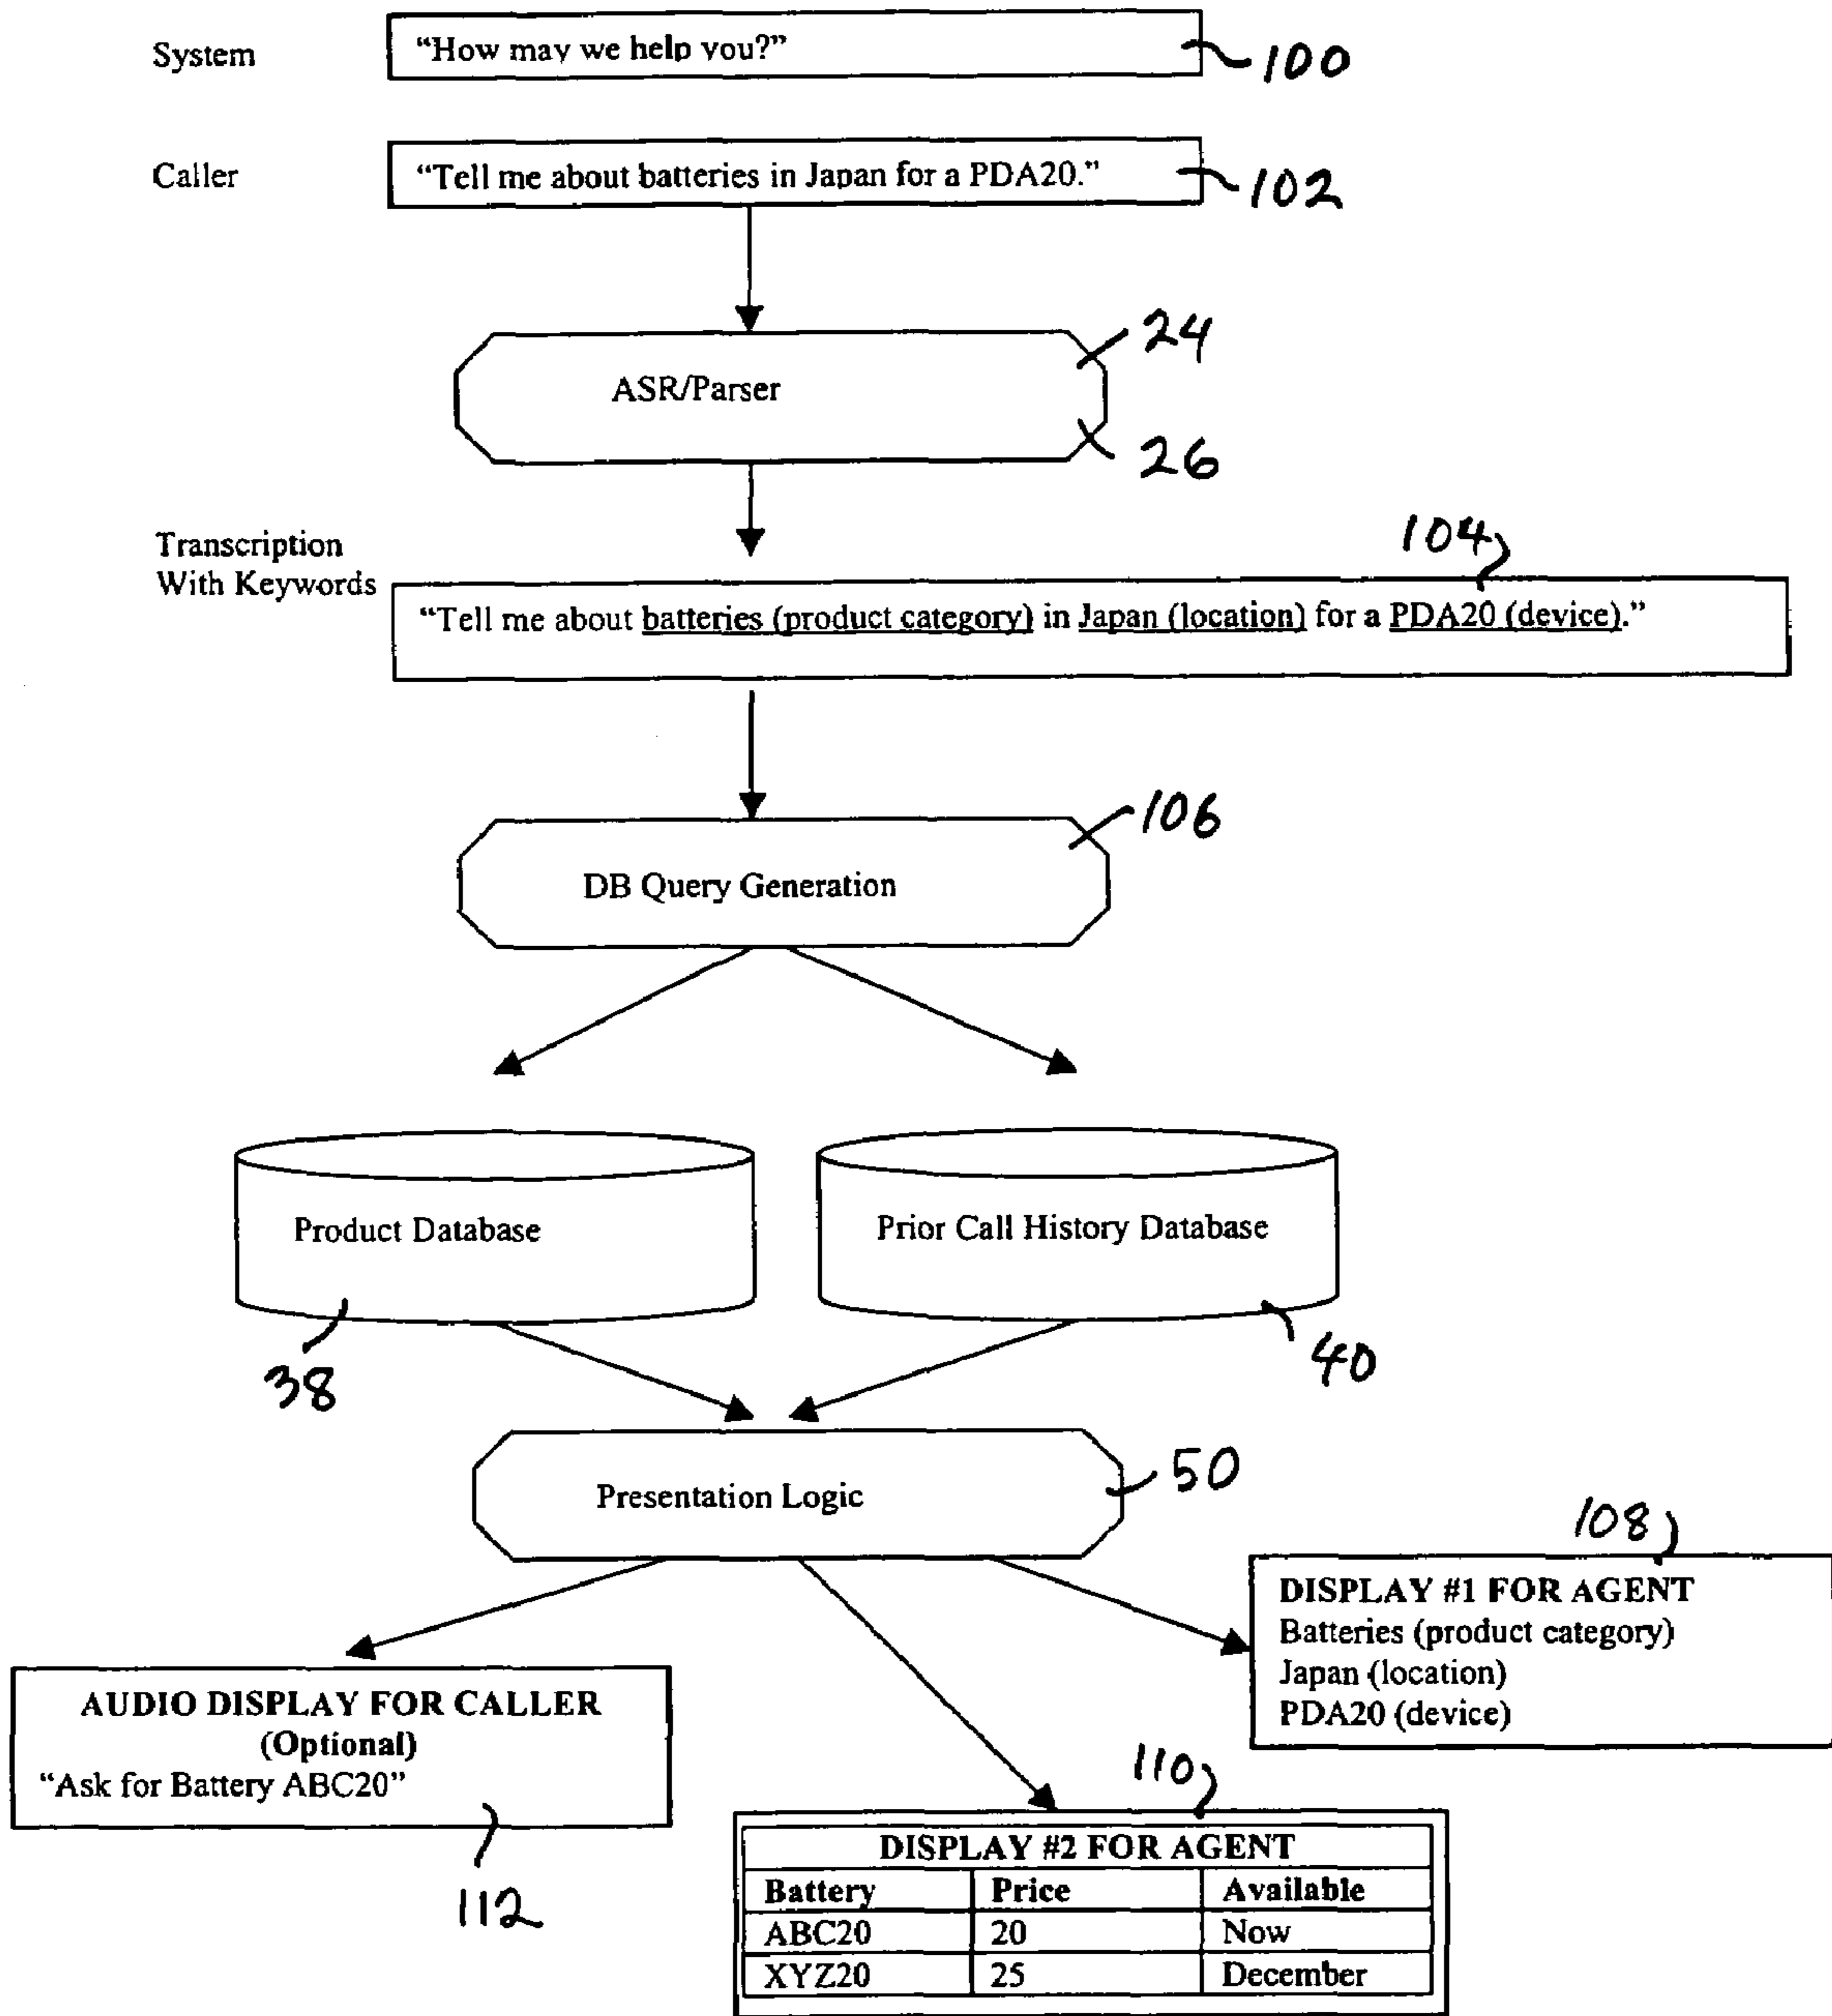 System
“How may we help you?”
100
Caller
“Tell me about batteries in Japan for a PDA20.”
102
24
ASR/Parser
26
Transcription
With Keywords
104
“Tell me about batteries (product category) in Japan (location) for a PDA20 (device).”
106
DB Query Generation
Product Database
Prior Call History Database
38
40
Presentation Logic
50
108
DISPLAY #1 FOR AGENT
Batteries (product category)
Japan (location)
PDA20 (device)
AUDIO DISPLAY FOR CALLER
(Optional)
“Ask for Battery ABC20”
112
110
DISPLAY #2 FOR AGENT
Battery Price Available
ABC20 20 Now
XYZ20 25 December